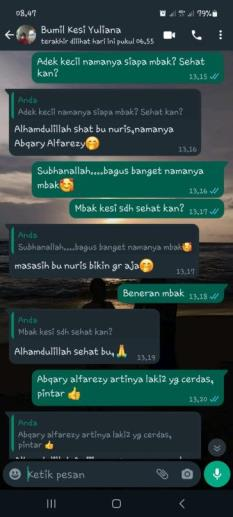 08.47
79%
Bumil Kesi Yuliana
terakhir dilihat hari ini pukul 06.55
Adek kecil namanya siapa mbak? Sehat
kan?
13,15
Anda
Adek kecil namanya siapa mbak? Sehat kan?
Alhamdulillah shat bu nuris,namanya
Abqary Alfarezy🤭
13,16
Subhanallah,,,,bagus banget namanya
mbak🥰
13,16
Mbak kesi sdh sehat kan?
13,17
Anda
Subhanallah,,,,bagus banget namanya mbak🥰
masasih bu nuris bikin gr aja🤭
13,17
Beneran mbak
13,18
Anda
Mbak kesi sdh sehat kan?
Alhamdulillah sehat bu,🙏
13,19
Abqary alfarezy artinya laki2 yg cerdas,
pintar 👍
13,20
Anda
Abqary alfarezy artinya laki2 yg cerdas,
pintar 👍
Ketik pesan